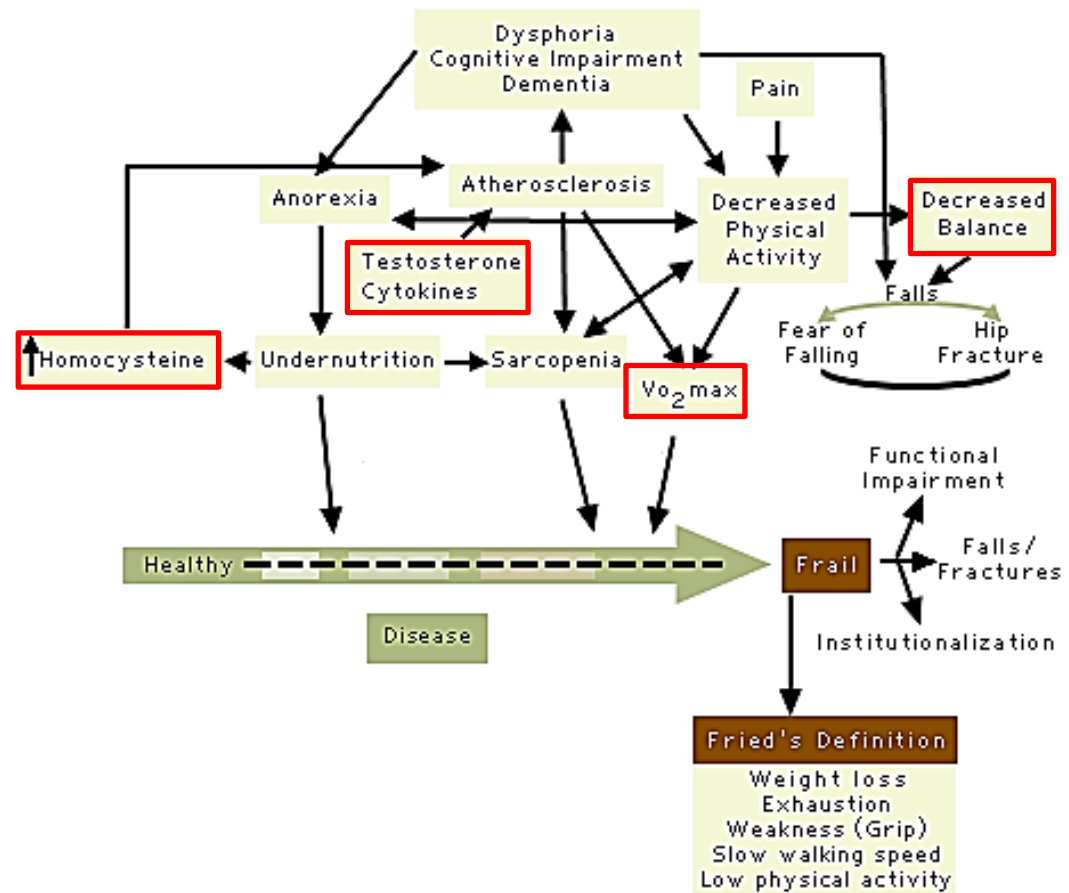 Dysphoria
Cognitive Impairment
Dementia
Pain
Anorexia
Atherosclerosis
Decreased
Physical
Activity
Decreased
Balance
Testosterone
Cytokines
Falls
Fear of
Falling
Hip
Fracture
Homocysteine
Undernutrition
Sarcopenia
Vo2max
Functional
Impairment
Healthy
Frail
Falls/
Fractures
Disease
Institutionalization
Fried's Definition
Weight loss
Exhaustion
Weakness (Grip)
Slow walking speed
Low physical activity